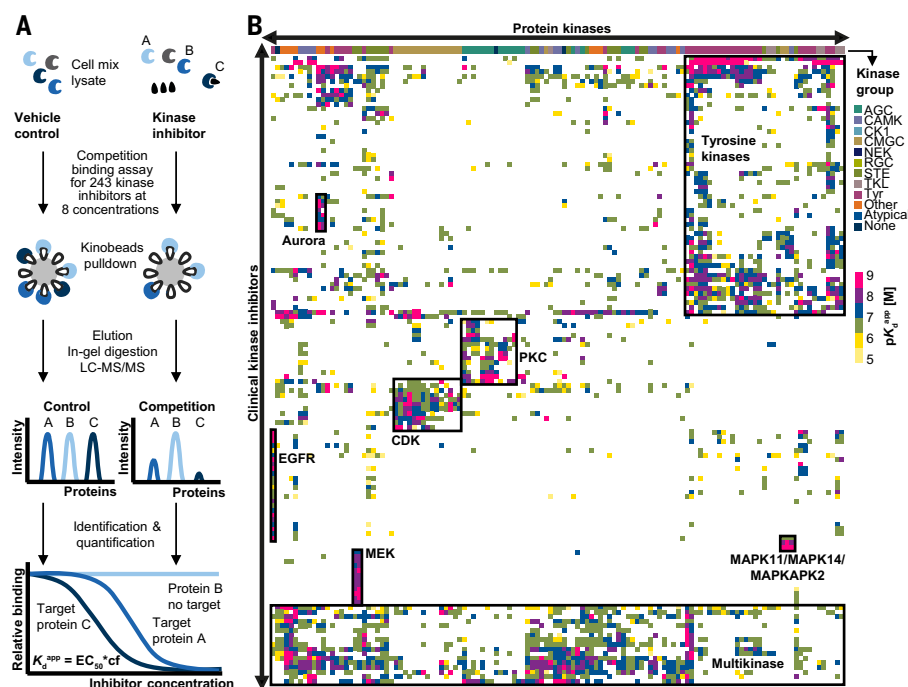 A
A
B
C
Cell mix
lysate
Vehicle
control
Kinase
inhibitor
Competition
binding assay
for 243 kinase
inhibitors at
8 concentrations
Kinobeads
pulldown
Elution
In-gel digestion
LC-MS/MS
Control
Competition
A B C
A B C
Intensity
Intensity
Proteins
Proteins
Identification &
quantification
Relative binding
Protein B
no target
Target
protein C
Target
protein A
Kdapp = EC50*cf
Inhibitor concentration
B
Protein kinases
Clinical kinase inhibitors
Tyrosine
kinases
Aurora
PKC
CDK
EGFR
MEK
MAPK11/MAPK14/
MAPKAPK2
Multikinase
Kinase
group
AGC
CAMK
CK1
CMGC
NEK
RGC
STE
TKL
Tyr
Other
Atypical
None
9
8
7
6
5
pKdapp [M]